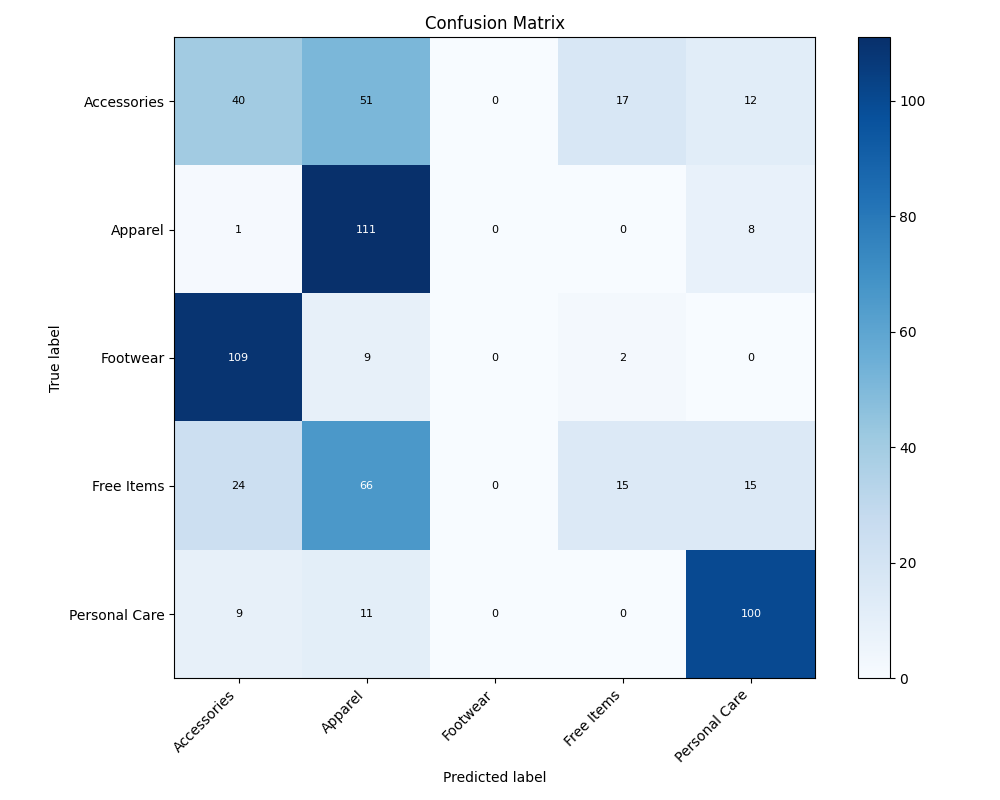 Confusion Matrix
Accessories 40 51 0 17 12
Apparel 1 111 0 0 8
Footwear 109 9 0 2 0
Free Items 24 66 0 15 15
Personal Care 9 11 0 0 100
True label
Accessories Apparel Footwear Free Items Personal Care
Predicted label
100
80
60
40
20
0